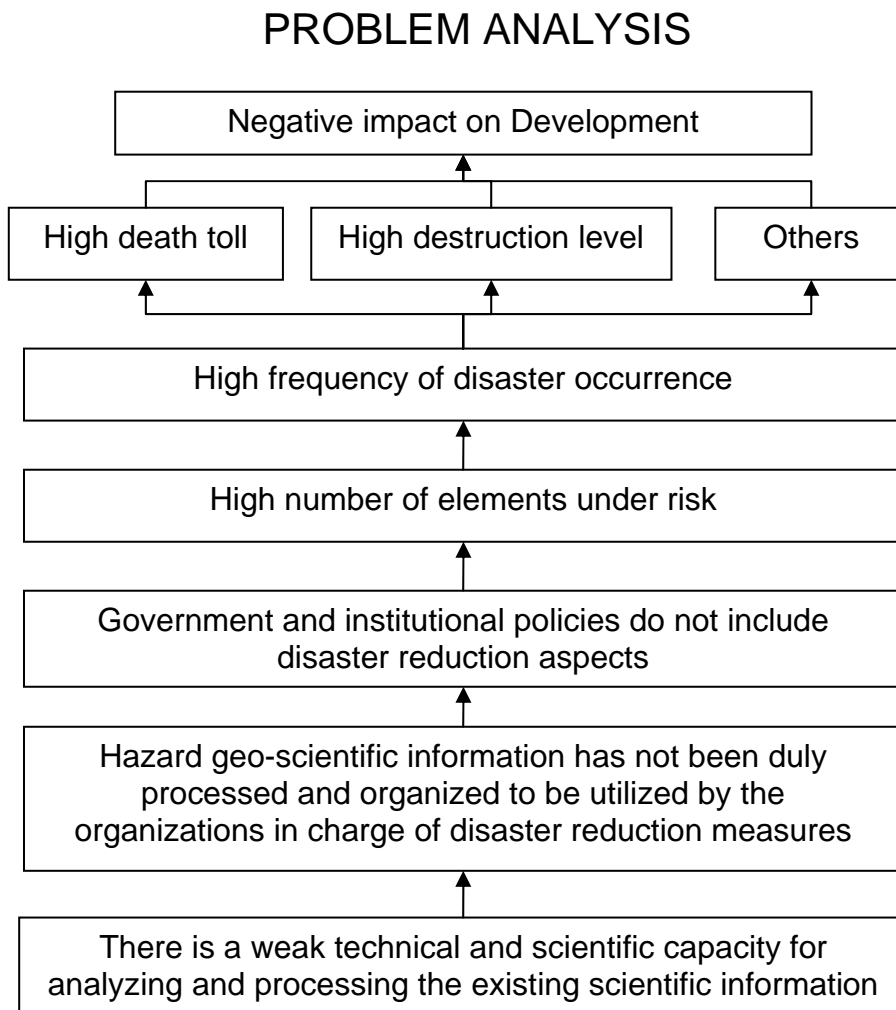 PROBLEM ANALYSIS
Negative impact on Development
High death toll
High destruction level
Others
High frequency of disaster occurrence
High number of elements under risk
Government and institutional policies do not include
disaster reduction aspects
Hazard geo-scientific information has not been duly
processed and organized to be utilized by the
organizations in charge of disaster reduction measures
There is a weak technical and scientific capacity for
analyzing and processing the existing scientific information